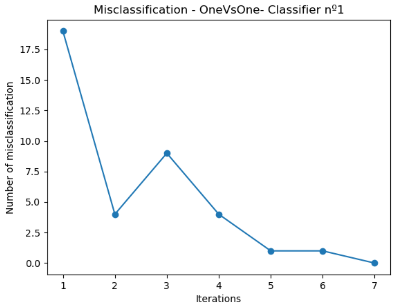 Misclassification - OneVsOne- Classifier nº1
Number of misclassification
17.5
15.0
12.5
10.0
7.5
5.0
2.5
0.0
1 2 3 4 5 6 7
Iterations